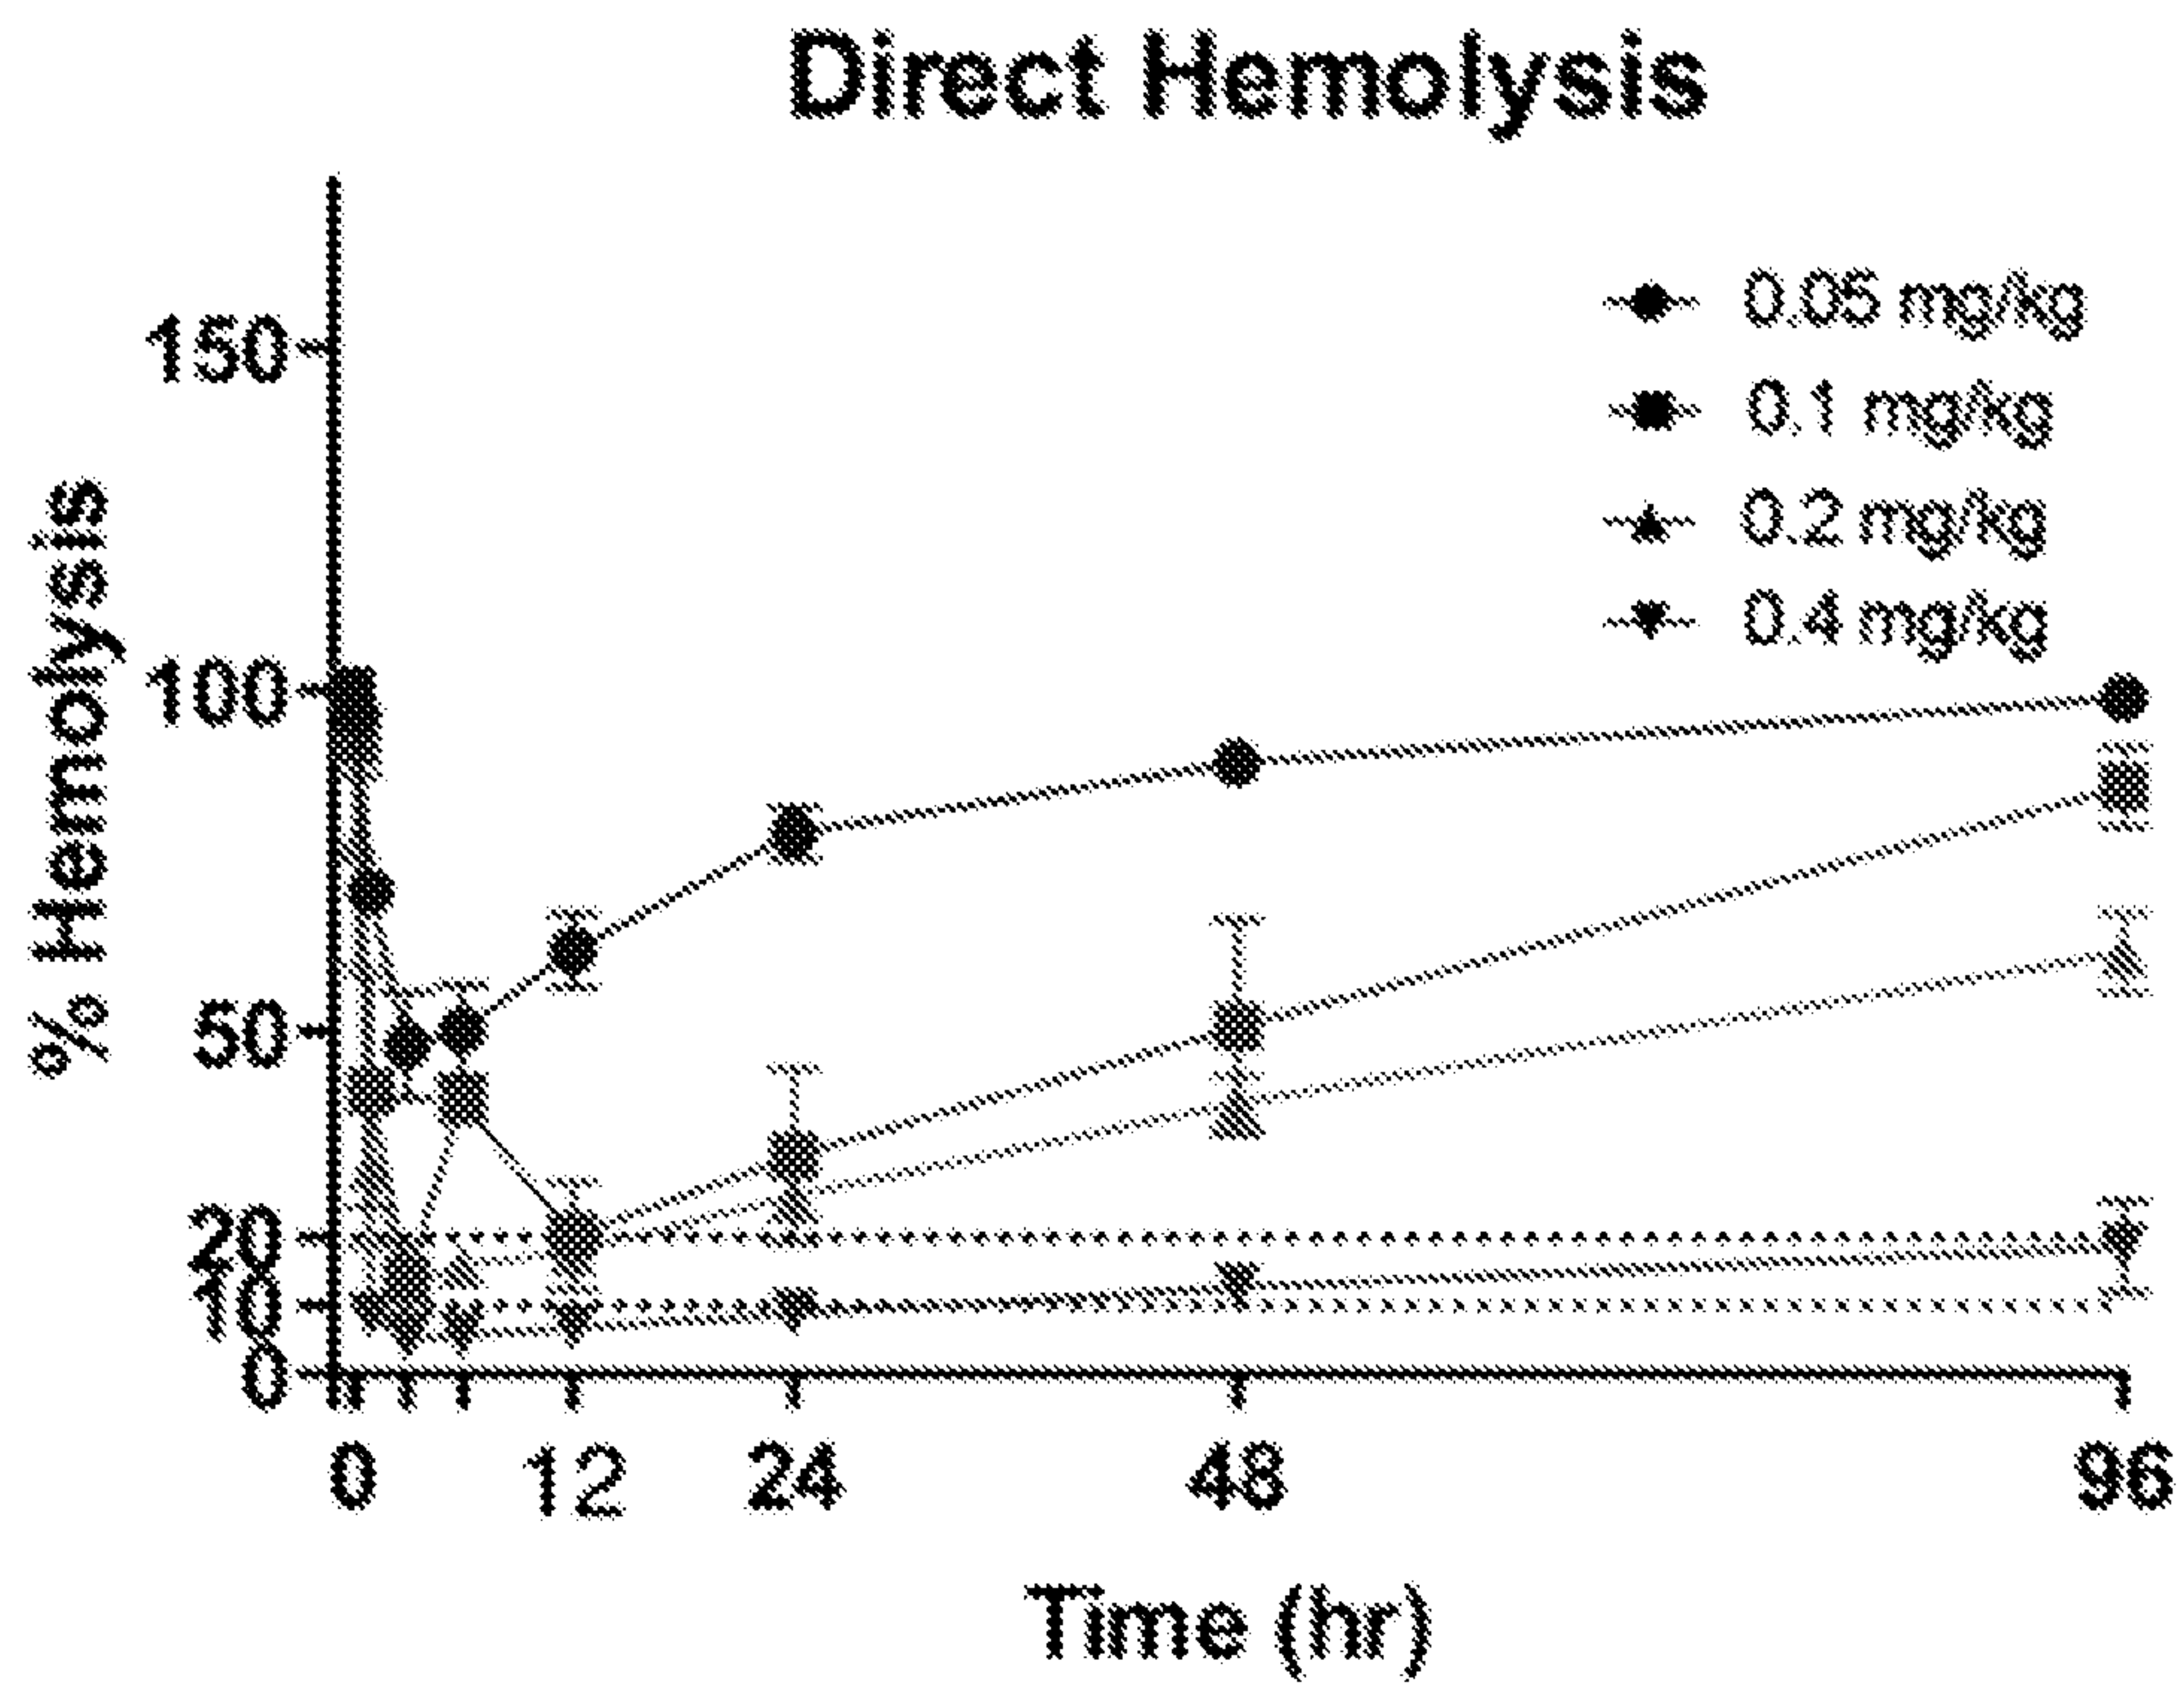 Direct Hemolysis
0.05 mg/kg
0.1 mg/kg
0.2 mg/kg
0.4 mg/kg
% Hemolysis
150
100
50
20
10
0
0 12 24 48 96
Time (hr)